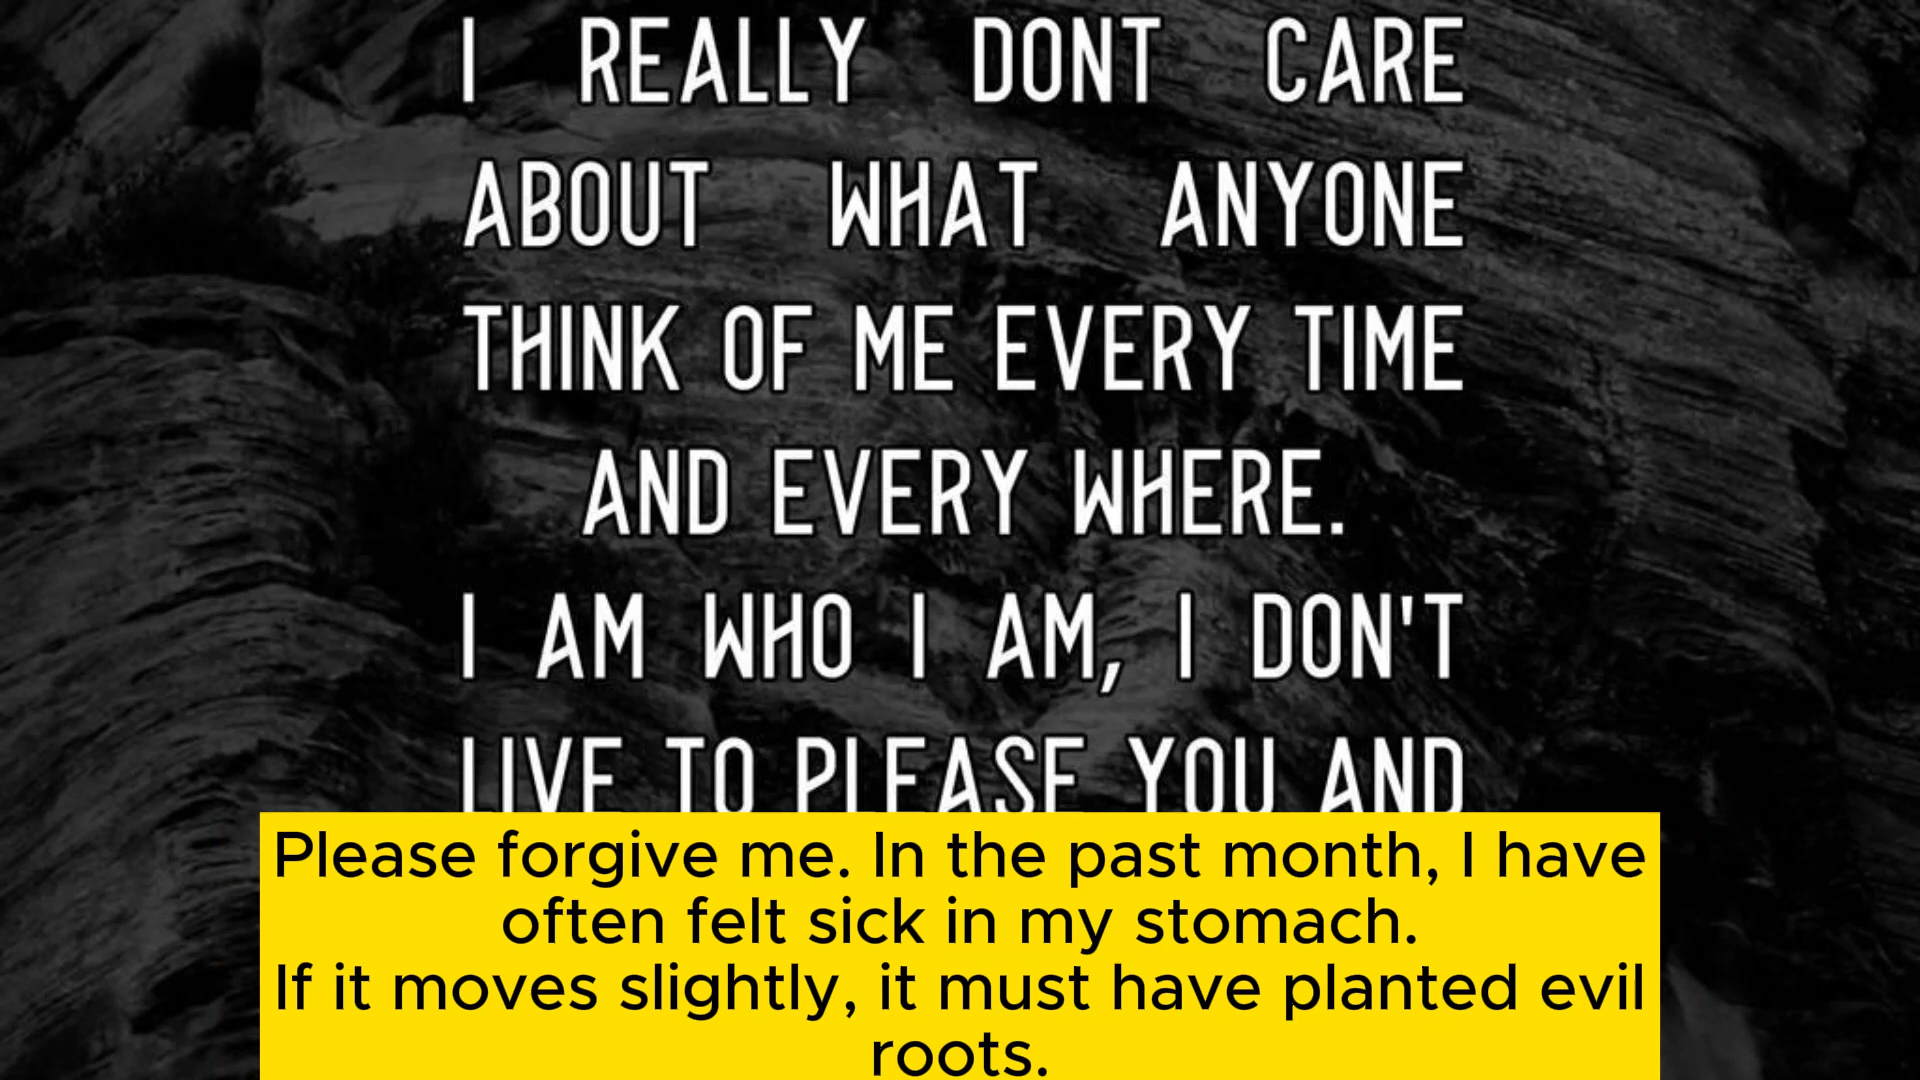 I REALLY DONT CARE
ABOUT WHAT ANYONE
THINK OF ME EVERY TIME
AND EVERY WHERE.
I AM WHO I AM, I DON'T
LIVE TO PLEASE YOU AND
Please forgive me. In the past month, I have
often felt sick in my stomach.
If it moves slightly, it must have planted evil
roots.